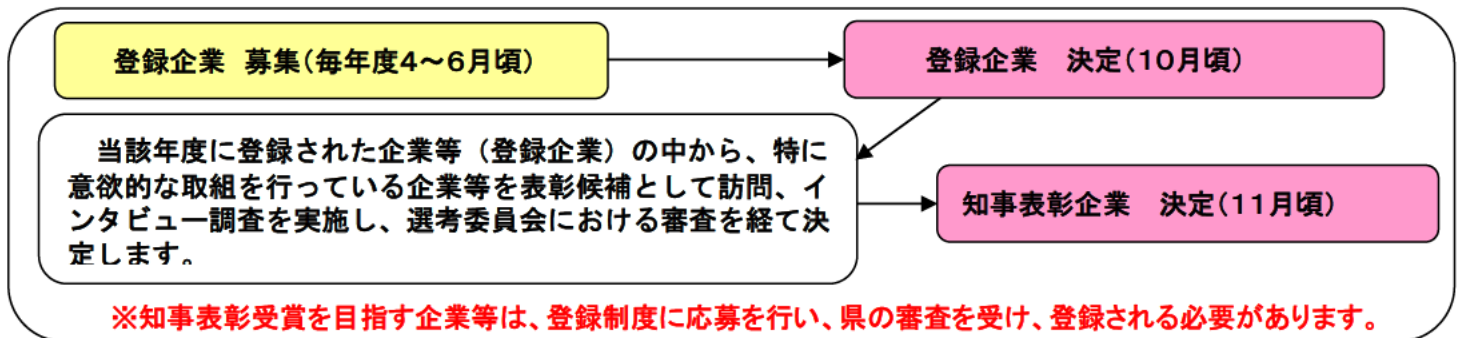 登録企業 募集(毎年度4～6月頃)
登録企業 決定(10月頃)
当該年度に登録された企業等（登録企業）の中から、特に
意欲的な取組を行っている企業等を表彰候補として訪問、イ
ンタビュー調査を実施し、選考委員会における審査を経て決
定します。
知事表彰企業 決定(11月頃)
※知事表彰受賞を目指す企業等は、登録制度に応募を行い、県の審査を受け、登録される必要があります。